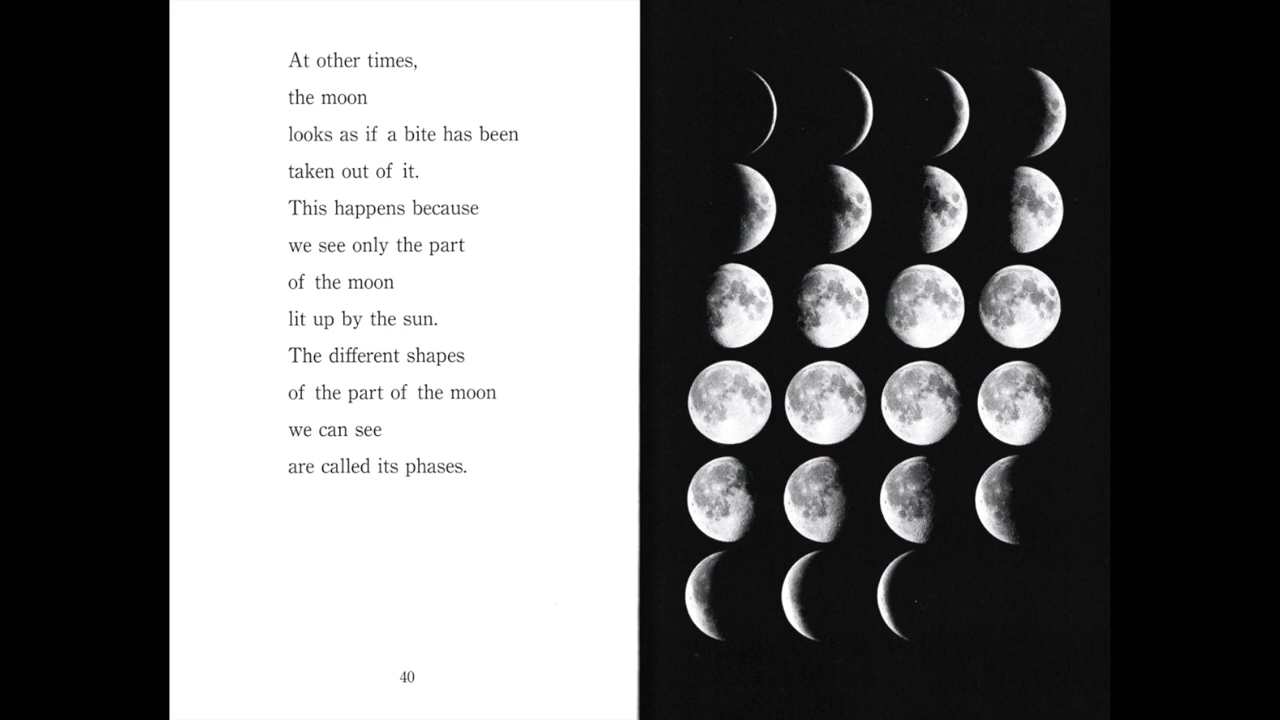 At other times,
the moon
looks as if a bite has been
taken out of it.
This happens because
we see only the part
of the moon
lit up by the sun.
The different shapes
of the part of the moon
we can see
are called its phases.
40